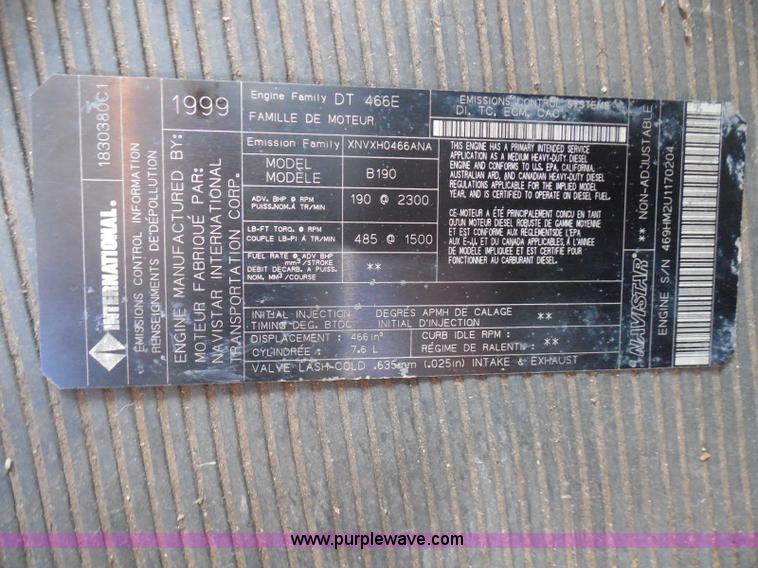 1830380C1
INTERNATIONAL®
EMISSIONS CONTROL INFORMATION
RENSEIGNMENTS DE DÉPOLLUTION
ENGINE MANUFACTURED BY:
MOTEUR FABRIQUÉ PAR:
NAVISTAR INTERNATIONAL
TRANSPORTATION CORP.
1999
Engine Family DT 466E
FAMILLE DE MOTEUR
EMISSIONS CONTROL SYSTEMS
DI, TC, ECM, CAC
Emission Family XNVXH0466ANA
MODEL
MODÈLE
B190
ADV. BHP @ RPM
PUISS.NOM.À TR/MIN
190 @ 2300
LB-FT TORQ. @ RPM
COUPLE LB-PI À TR/MIN
485 @ 1500
FUEL RATE @ ADV BHP
mm³/STROKE
DEBIT DÉCARB. A PUISS.
NOM. MM³/COURSE
**
THIS ENGINE HAS A PRIMARY INTENDED SERVICE
APPLICATION AS A MEDIUM HEAVY-DUTY DIESEL
ENGINE AND CONFORMS TO U.S. EPA, CALIFORNIA,
AUSTRALIAN ARD, AND CANADIAN HEAVY-DUTY DIESEL
REGULATIONS APPLICABLE FOR THE IMPLIED MODEL
YEAR, AND IS CERTIFIED TO OPERATE ON DIESEL FUEL.
CE-MOTEUR A ÉTÉ PRINCIPALEMENT CONCU EN TANT
QU'UN MOTEUR DIESEL ROBUSTE DE GAMME MOYENNE
ET EST CONFORME AUX REGLEMENTSDE LEPA
AUX É-.U. ET DU CANADA APPLICABLES, À L'ANNEE
DE MODÈLE IMPLIQUÉE ET IL EST CERTIFIÉ POUR
FONCTIONNER AU CARBURANT DIESEL.
INITIAL INJECTION DEGRÉS APMH DE CALAGE
TIMING DEG. BTDC INITIAL D'INJECTION **
DISPLACEMENT : 466 in³ CURB IDLE RPM :
CYLINDRÉE : 7.6 L RÉGIME DE RALENTI : **
VALVE LASH-COLD .635mm (.025in) INTAKE & EXHAUST
NAVISTAR®
** NON-ADJUSTABLE
ENGINE S/N 469HM2U1170204
www.purplewave.com